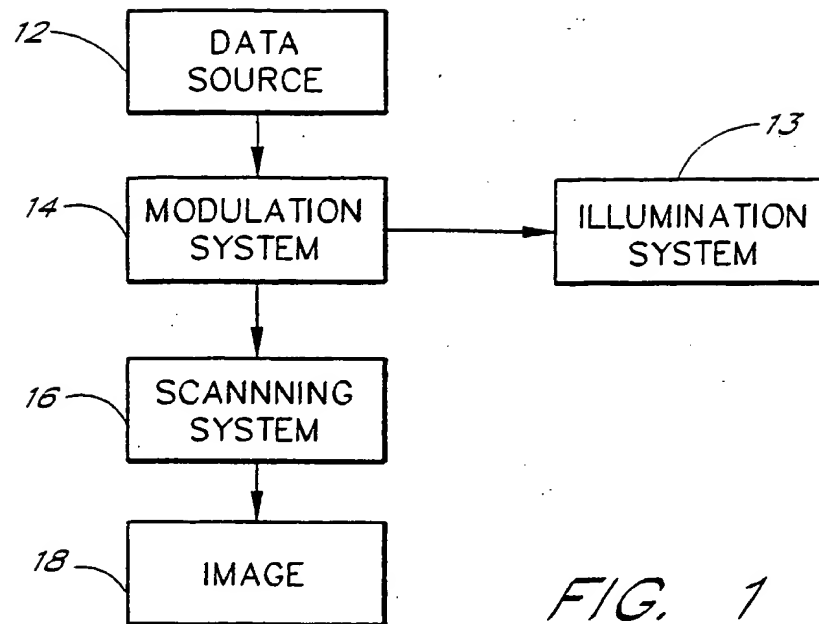 12
DATA
SOURCE
13
14
MODULATION
SYSTEM
ILLUMINATION
SYSTEM
16
SCANNNING
SYSTEM
18
IMAGE
FIG. 1